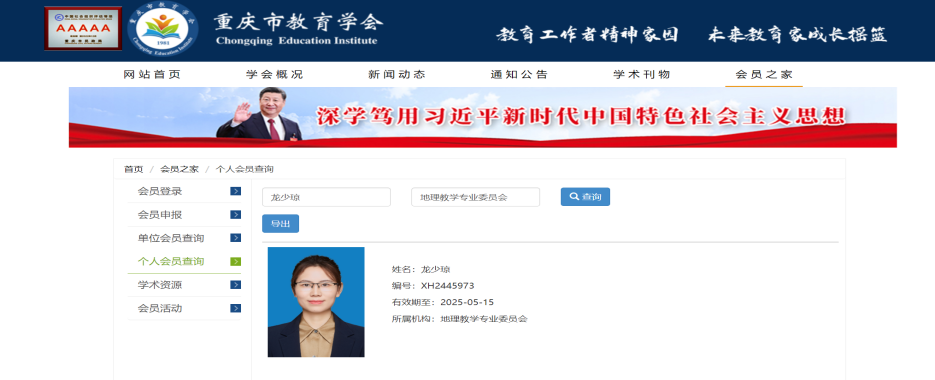 AAAAA
1981
重庆市教育学会
Chongqing Education Institute
教育工作者精神家园 未来教育家成长摇篮
网站首页 学会概况 新闻动态 通知公告 学术刊物 会员之家
深学笃用习近平新时代中国特色社会主义思想
首页 / 会员之家 / 个人会员查询
会员登录
会员申报
单位会员查询
个人会员查询
学术资源
会员活动
龙少琼 地理教学专业委员会 查询
导出
姓名：龙少琼
编号：XH2445973
有效期至：2025-05-15
所属机构：地理教学专业委员会